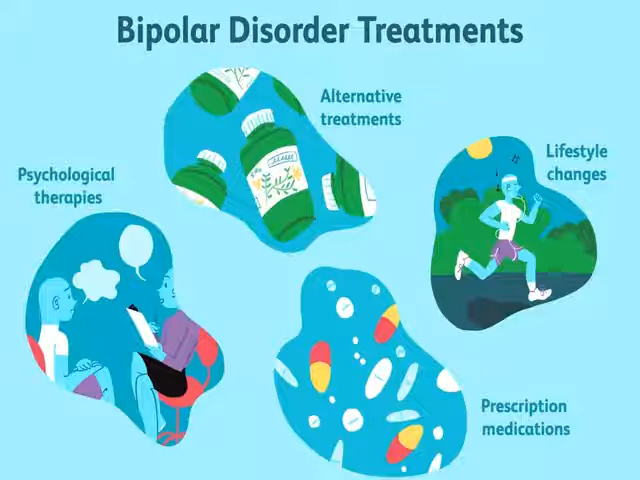 Bipolar Disorder Treatments
Alternative
treatments
Lifestyle
changes
Psychological
therapies
Prescription
medications